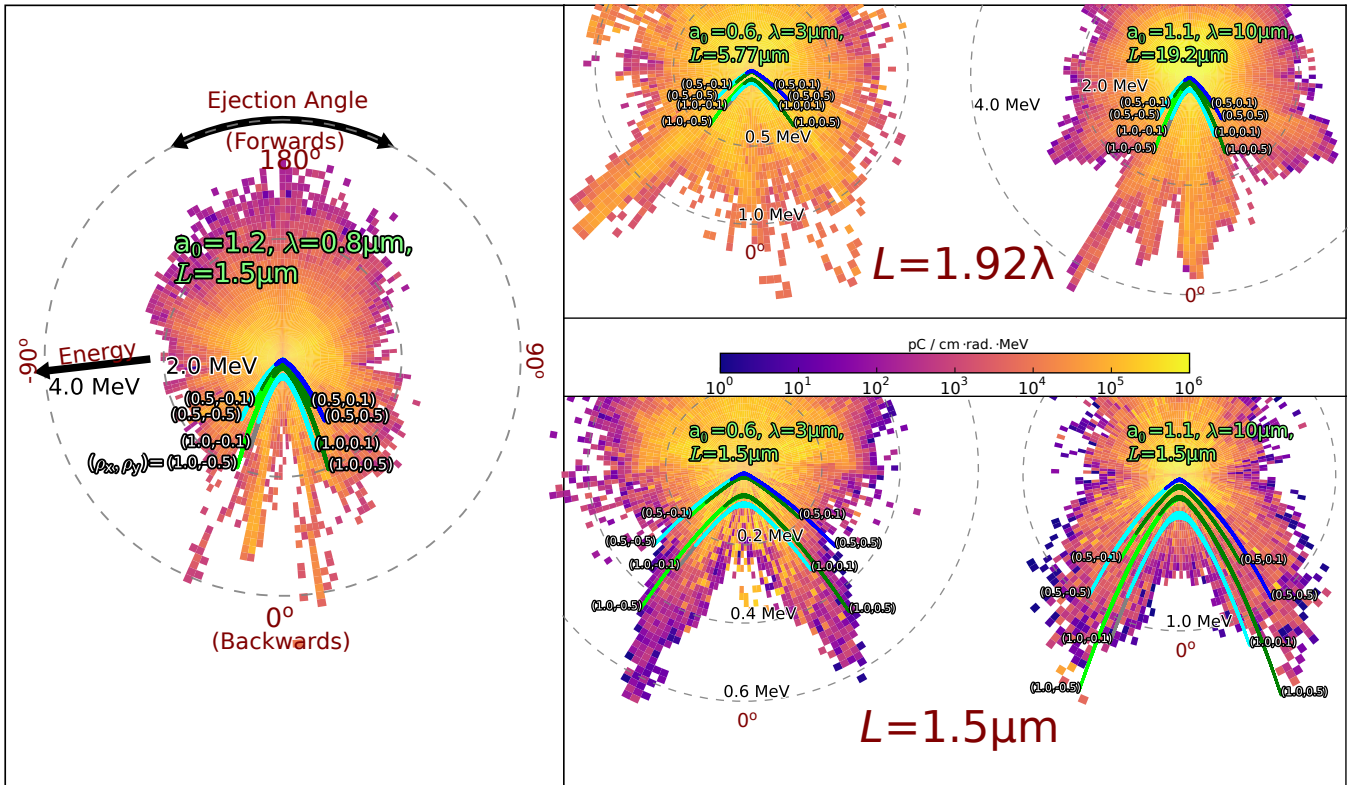 Ejection Angle
(Forwards)
180°
a₀=1.2, λ=0.8μm,
L=1.5μm
-90°
90°
Energy
2.0 MeV
4.0 MeV
(0.5,-0.1)
(0.5,0.1)
(0.5,-0.5)
(0.5,0.5)
(1.0,-0.1)
(1.0,0.1)
(ρₓ, ρᵧ)=(1.0,-0.5)
(1.0,0.5)
0°
(Backwards)
a₀=0.6, λ=3μm,
L=5.77μm
(0.5,-0.1)
(0.5,-0.5)
(0.5,0.5)
(1.0,-0.1)
(1.0,0.1)
(1.0,-0.5)
(1.0,0.5)
0.5 MeV
1.0 MeV
0°
a₀=1.1, λ=10μm,
L=19.2μm
2.0 MeV
4.0 MeV
(0.5,-0.1)
(0.5,0.1)
(0.5,-0.5)
(0.5,0.5)
(1.0,-0.1)
(1.0,0.1)
(1.0,-0.5)
(1.0,0.5)
0°
L=1.92λ
pC / cm·rad.·MeV
10⁰ 10¹ 10² 10³ 10⁴ 10⁵ 10⁶
a₀=0.6, λ=3μm,
L=1.5μm
(0.5,-0.1)
(0.5,0.1)
0.2 MeV
(0.5,-0.5)
(0.5,0.5)
(1.0,-0.1)
(1.0,0.1)
(1.0,-0.5)
(1.0,0.5)
0.4 MeV
0.6 MeV
0°
a₀=1.1, λ=10μm,
L=1.5μm
(0.5,-0.1)
(0.5,0.1)
(0.5,-0.5)
(0.5,0.5)
1.0 MeV
(1.0,-0.1)
(1.0,0.1)
0°
(1.0,-0.5)
(1.0,0.5)
L=1.5μm